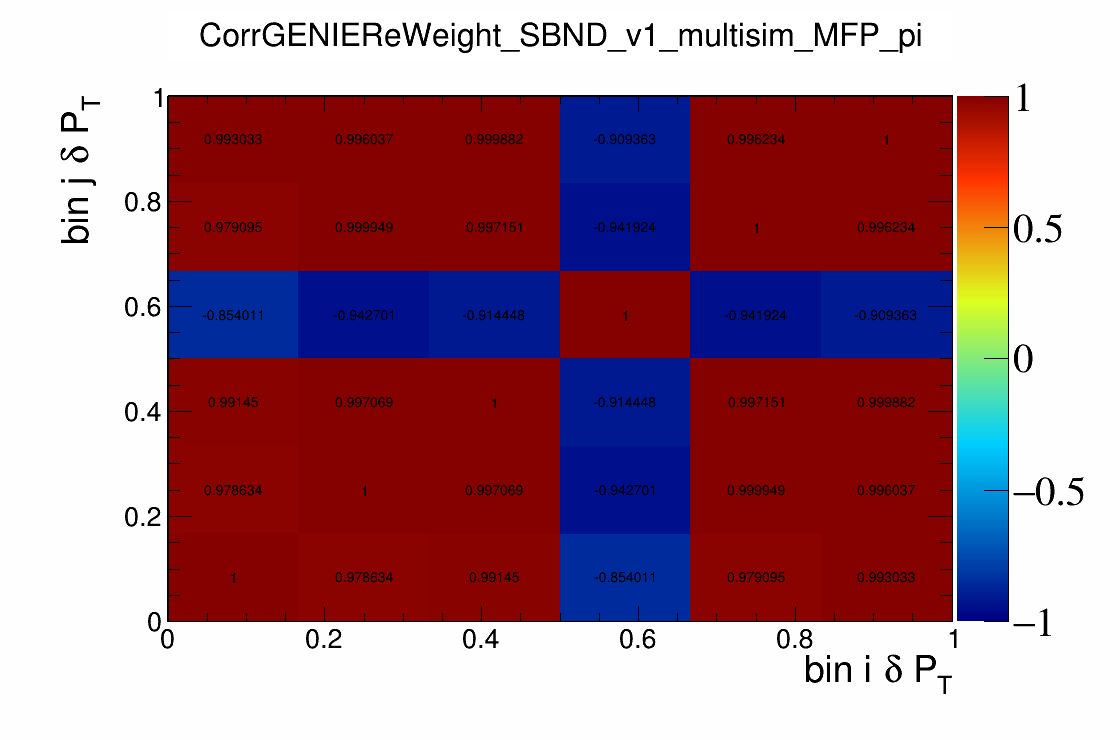 CorrGENIEReWeight_SBND_v1_multisim_MFP_pi
bin j δ P_T
1
0.8
0.6
0.4
0.2
0
0.993033 0.996037 0.999882 -0.909363 0.996234 1
0.979095 0.999949 0.997151 -0.941924 1 0.996234
-0.854011 -0.942701 -0.914448 1 -0.941924 -0.909363
0.99145 0.997069 1 -0.914448 0.997151 0.999882
0.978634 1 0.997069 -0.942701 0.999949 0.996037
1 0.978634 0.99145 -0.854011 0.979095 0.993033
0 0.2 0.4 0.6 0.8 1
bin i δ P_T
1
0.5
0
−0.5
−1